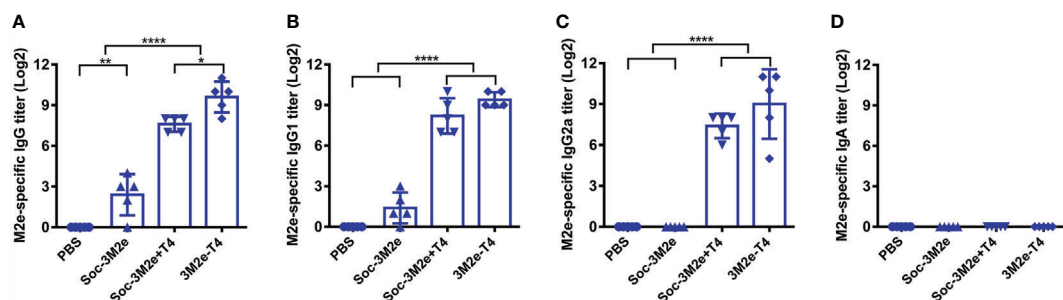 A
M2e-specific IgG titer (Log2)
12
9
6
3
0
****
**
*
PBS
Soc-3M2e
Soc-3M2e+T4
3M2e-T4
B
M2e-specific IgG1 titer (Log2)
12
9
6
3
0
****
PBS
Soc-3M2e
Soc-3M2e+T4
3M2e-T4
C
M2e-specific IgG2a titer (Log2)
12
9
6
3
0
****
PBS
Soc-3M2e
Soc-3M2e+T4
3M2e-T4
D
M2e-specific IgA titer (Log2)
12
9
6
3
0
PBS
Soc-3M2e
Soc-3M2e+T4
3M2e-T4